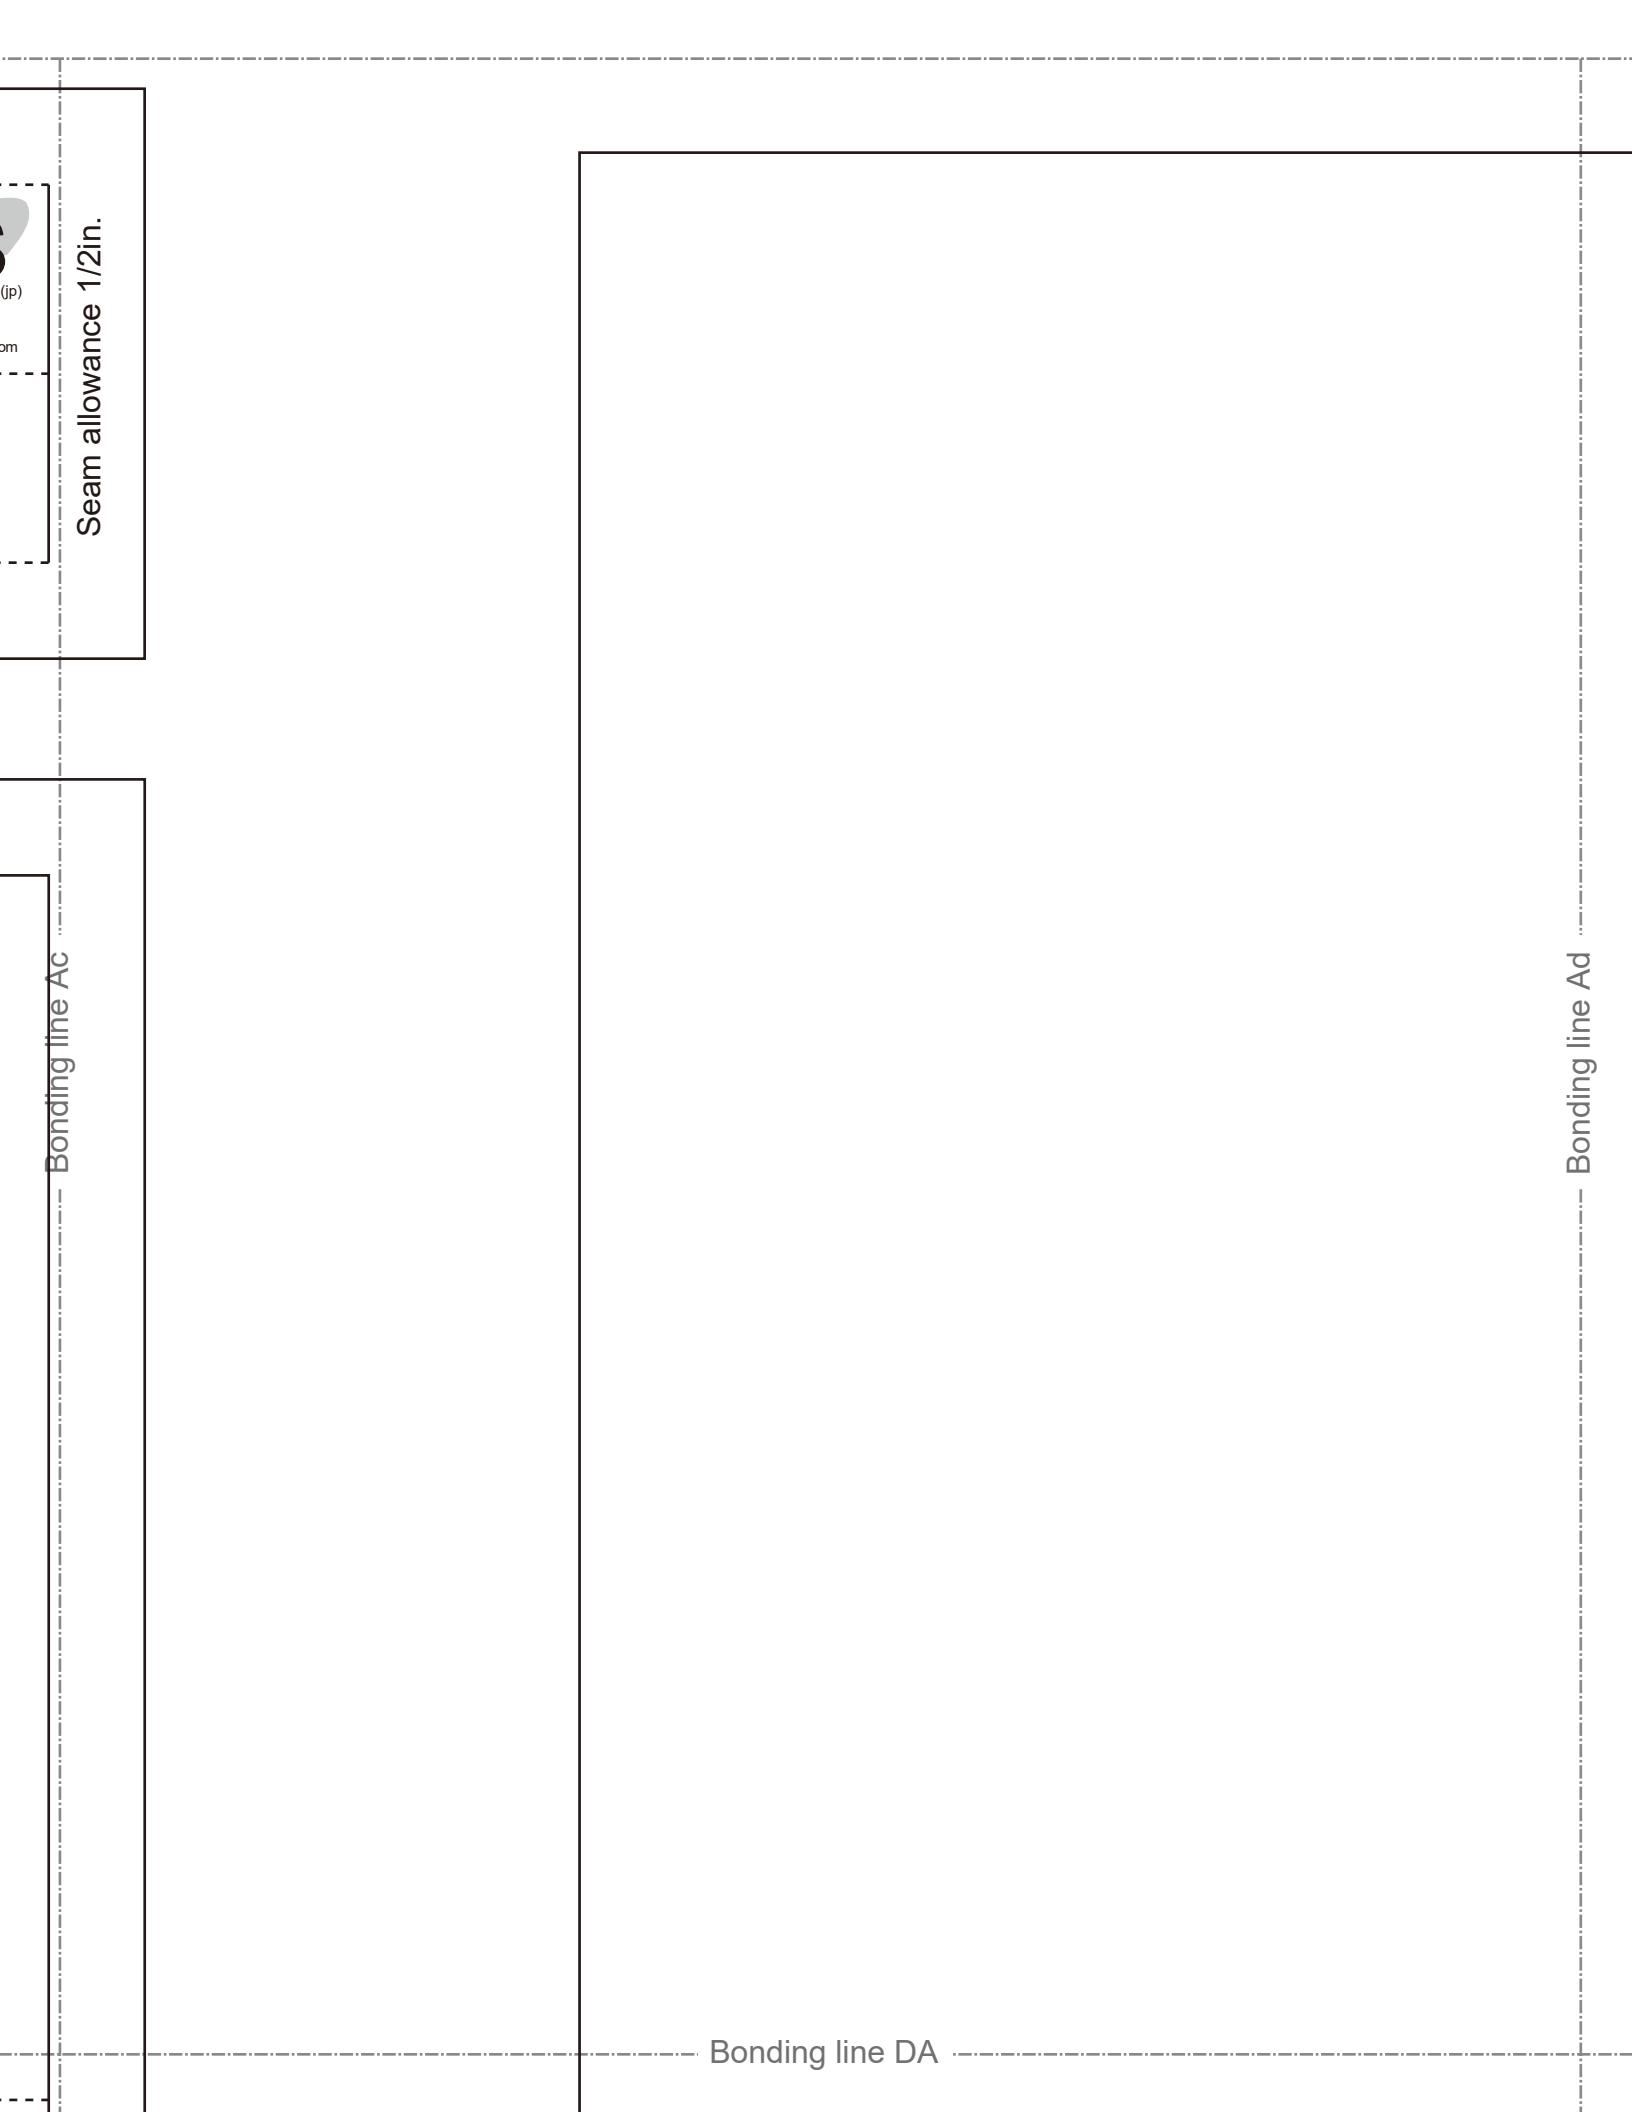 (jp)
om
Seam allowance 1/2in.
Bonding line Ac
Bonding line Ad
Bonding line DA